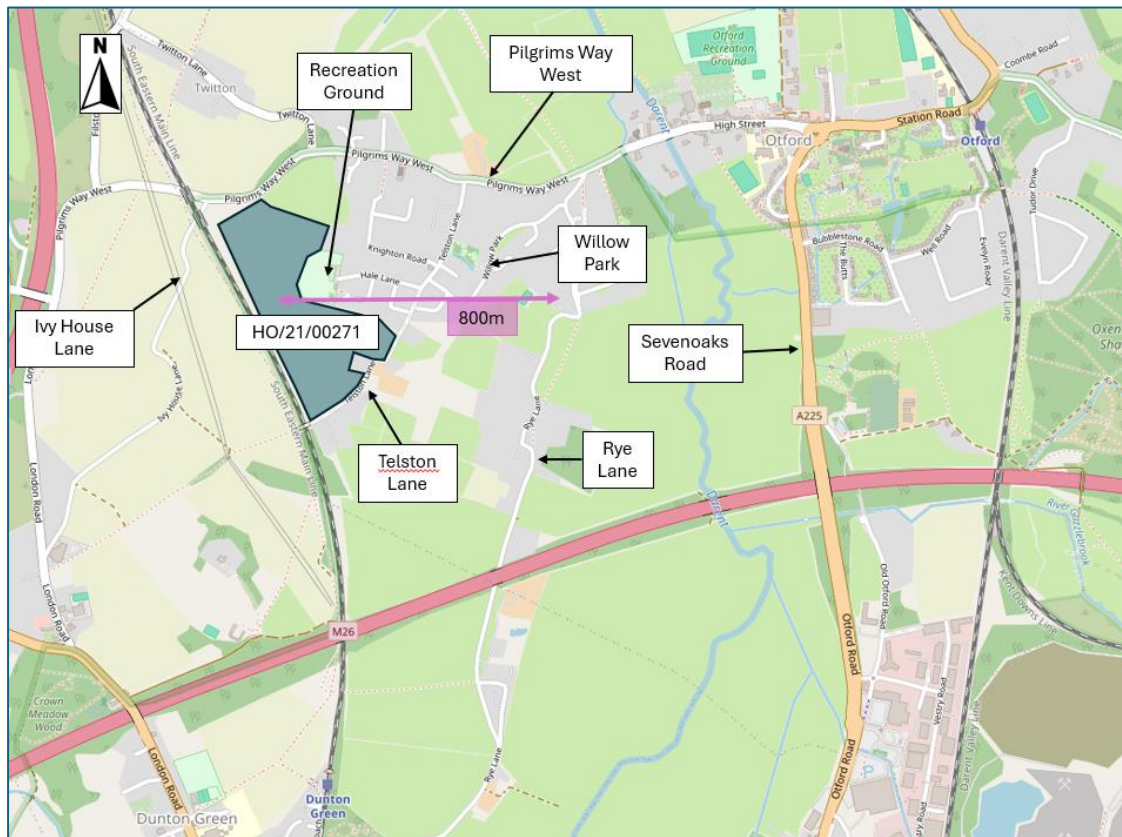 N
Twitton Lane
Twitton
Twitton Lane
South Eastern Main Line
Recreation
Ground
Pilgrims Way
West
Otford
Recreation
Ground
Coombe Road
Darent
High Street
Station Road
Otford
Otford
Pilgrims Way West
Pilgrims Way West
Pilgrims Way West
Pilgrims Way West
Tudor Drive
Telston Lane
Knighton Road
Willow Park
Willow
Park
Hale Lane
Bubblestone Road
The Butts
Well Road
Evelyn Road
Darent Valley Line
Ivy House
Lane
HO/21/00271
800m
Sevenoaks
Road
Ivy House Lane
Telston Lane
South Eastern Main Line
Rye Lane
A225
Telston
Lane
Rye
Lane
London Road
Darent
River Guzzlebrook
Old Otford Road
Kent Downs Line
London Road
M26
Otford Road
Crown
Meadow
Wood
London Road
Vestry Road
Darent Valley Line
Rye Lane
Otford Road
P
Dunton
Green
Dunton Green